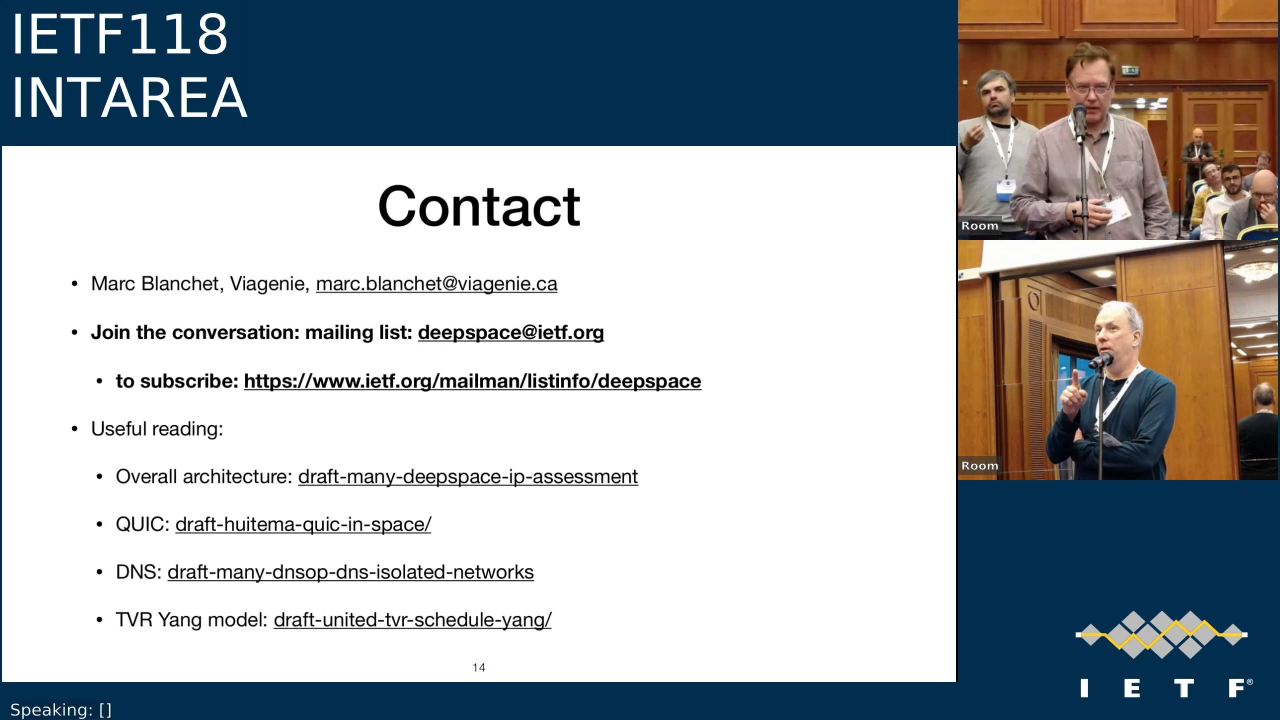 IETF118
INTAREA
Contact
• Marc Blanchet, Viagenie, marc.blanchet@viagenie.ca
• Join the conversation: mailing list: deepspace@ietf.org
• to subscribe: https://www.ietf.org/mailman/listinfo/deepspace
• Useful reading:
• Overall architecture: draft-many-deepspace-ip-assessment
• QUIC: draft-huitema-quic-in-space/
• DNS: draft-many-dnsop-dns-isolated-networks
• TVR Yang model: draft-united-tvr-schedule-yang/
14
Room
Room
I E T F®
Speaking: []